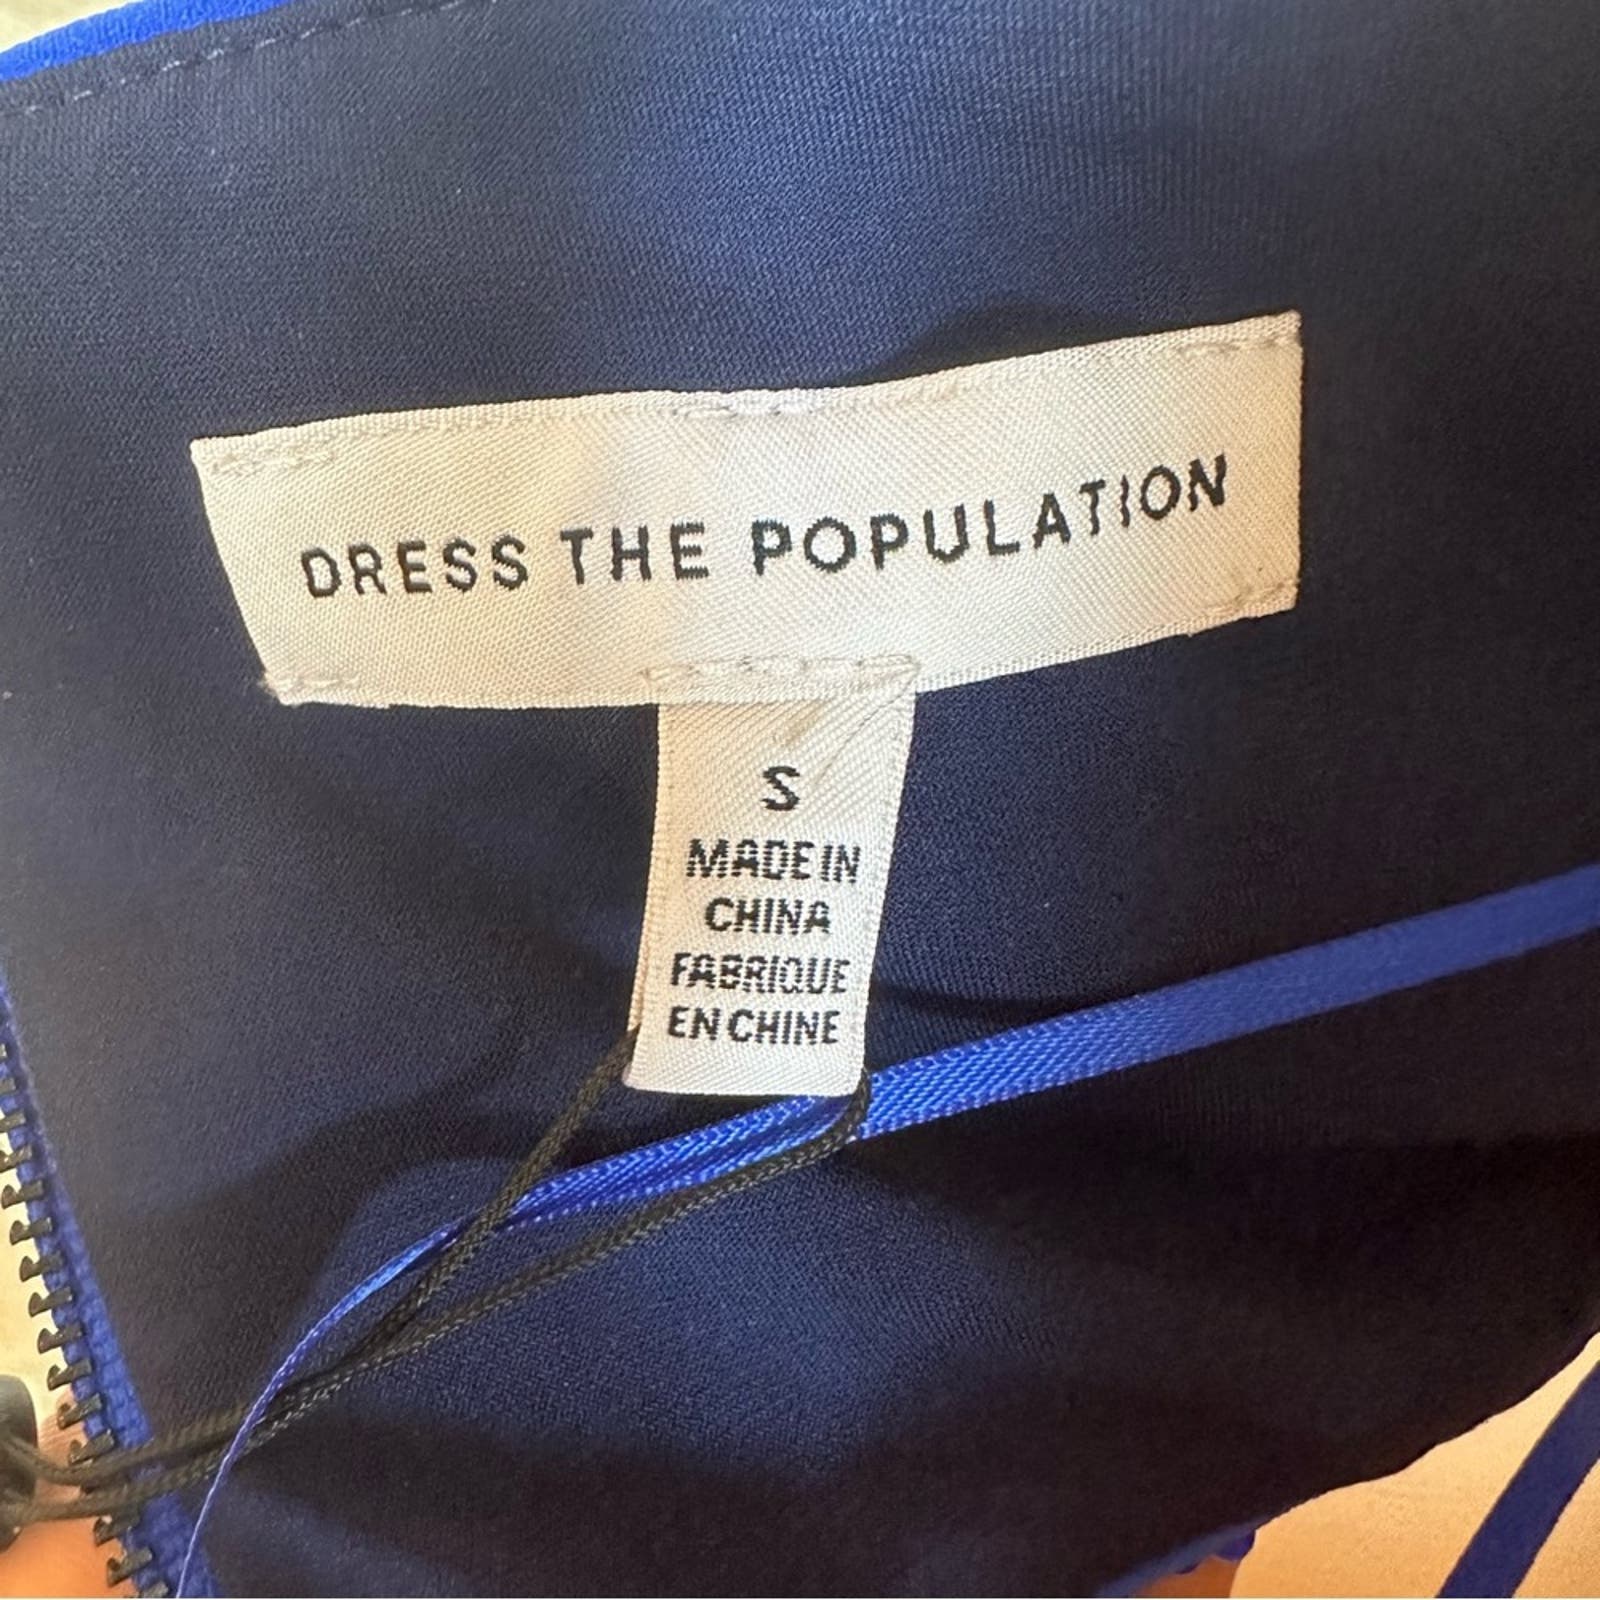 DRESS THE POPULATION
S
MADE IN
CHINA
FABRIQUE
EN CHINE